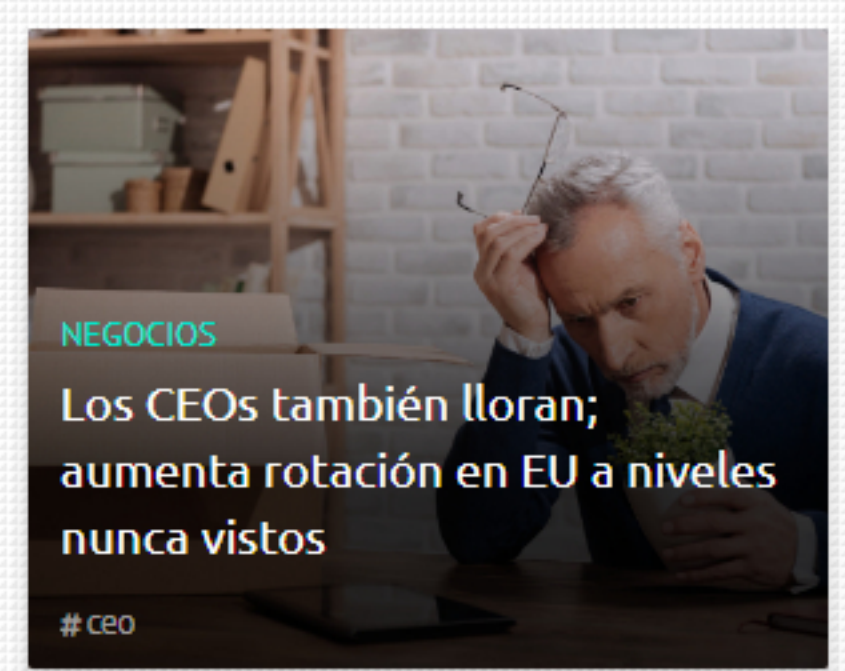 NEGOCIOS
Los CEOs también lloran;
aumenta rotación en EU a niveles
nunca vistos
#ceo